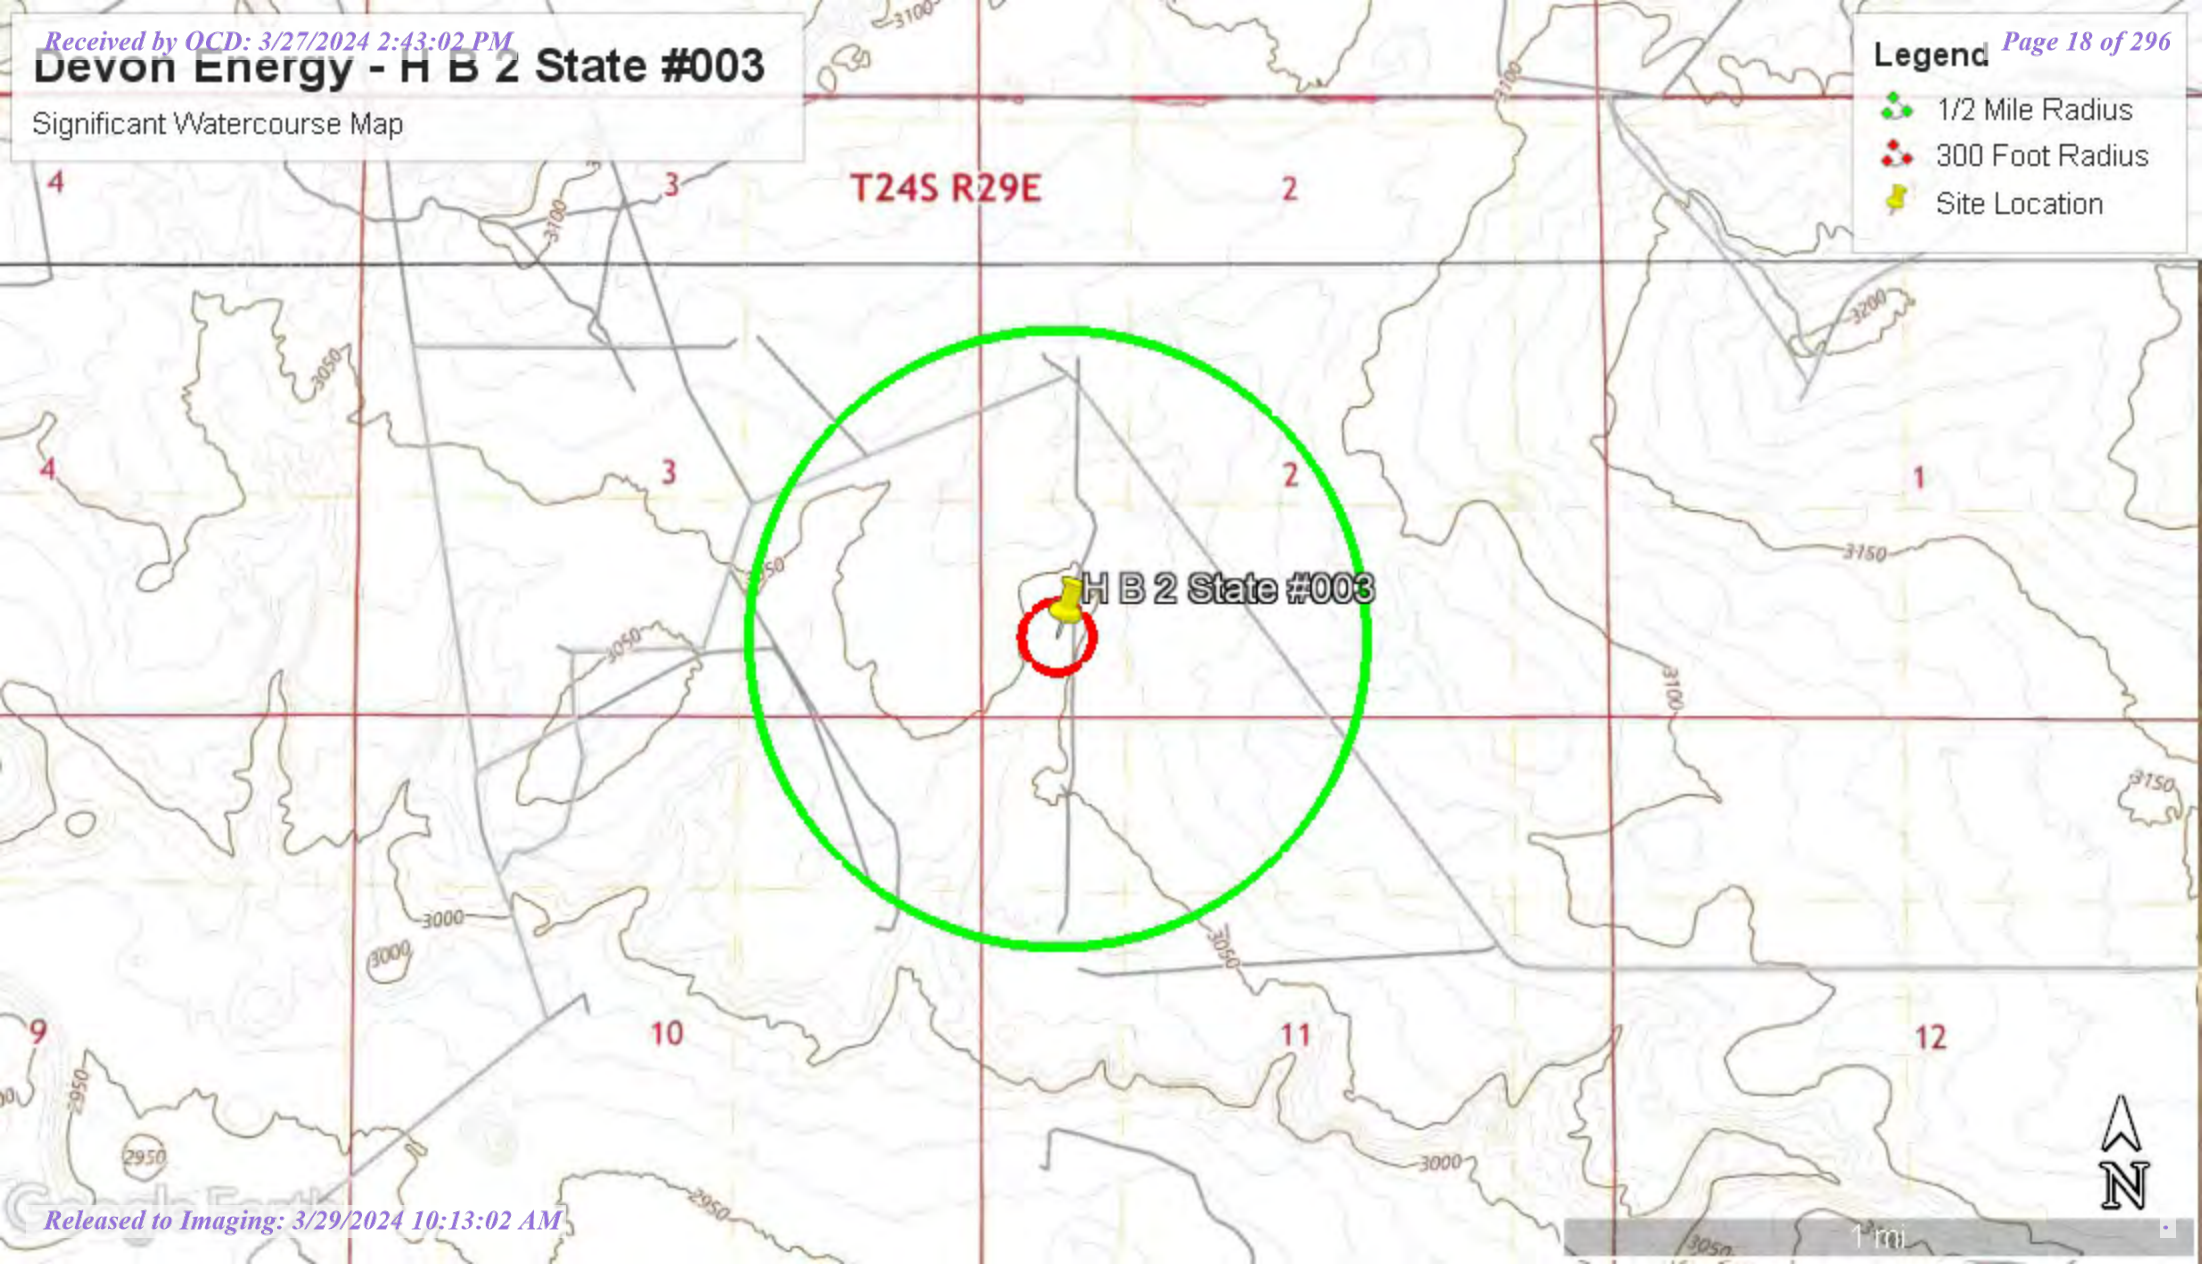 Received by OCD: 3/27/2024 2:43:02 PM
Page 18 of 296
Devon Energy - H B 2 State #003
Significant Watercourse Map
Legend
1/2 Mile Radius
300 Foot Radius
Site Location
3100
3100
4
3
T24S R29E
2
3100
3200
3050
4
3
2
1
3150
3050
H B 2 State #003
3050
3100
3150
3000
3000
3050
9
10
11
12
2950
2950
3000
2950
Google Earth
Released to Imaging: 3/29/2024 10:13:02 AM
N
1 mi
3050